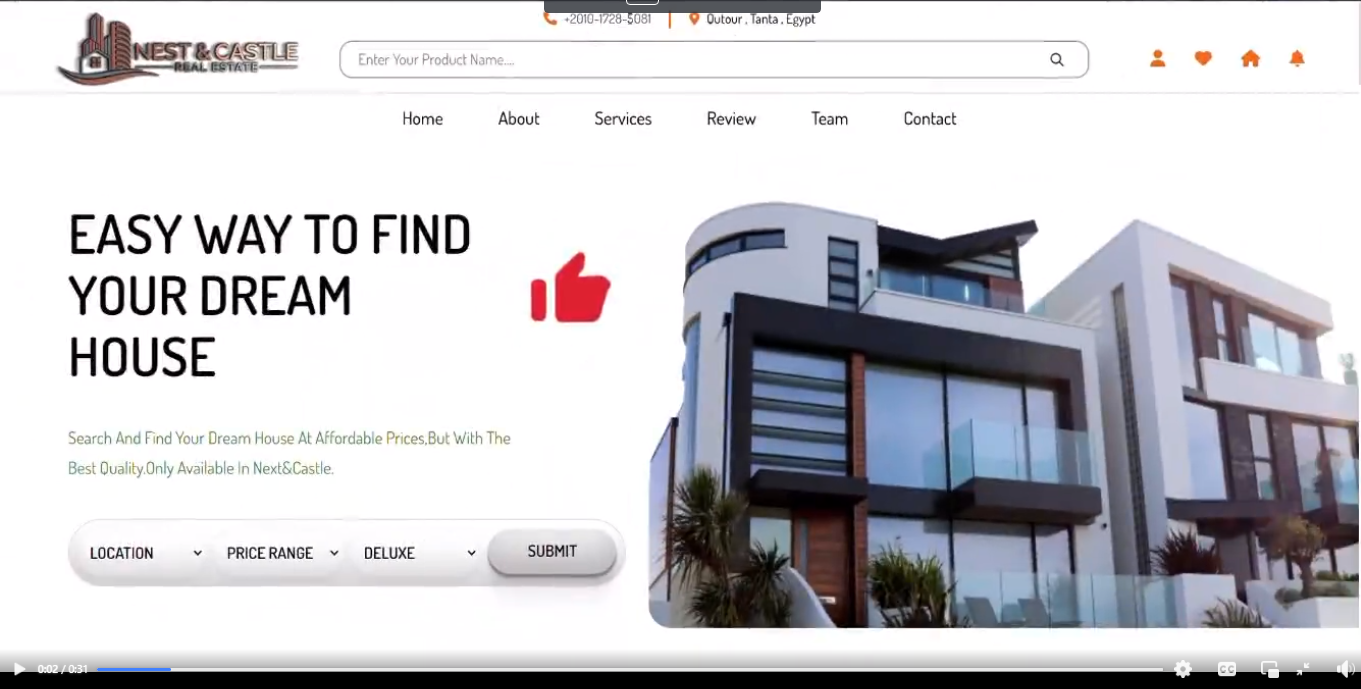 +2010-1728-5081
Qutour , Tanta , Egypt
NEST & CASTLE
REAL ESTATE
Enter Your Product Name....
Home About Services Review Team Contact
EASY WAY TO FIND
YOUR DREAM
HOUSE
Search And Find Your Dream House At Affordable Prices,But With The
Best Quality.Only Available In Next&Castle.
LOCATION PRICE RANGE DELUXE SUBMIT
0:02 / 0:31
CC